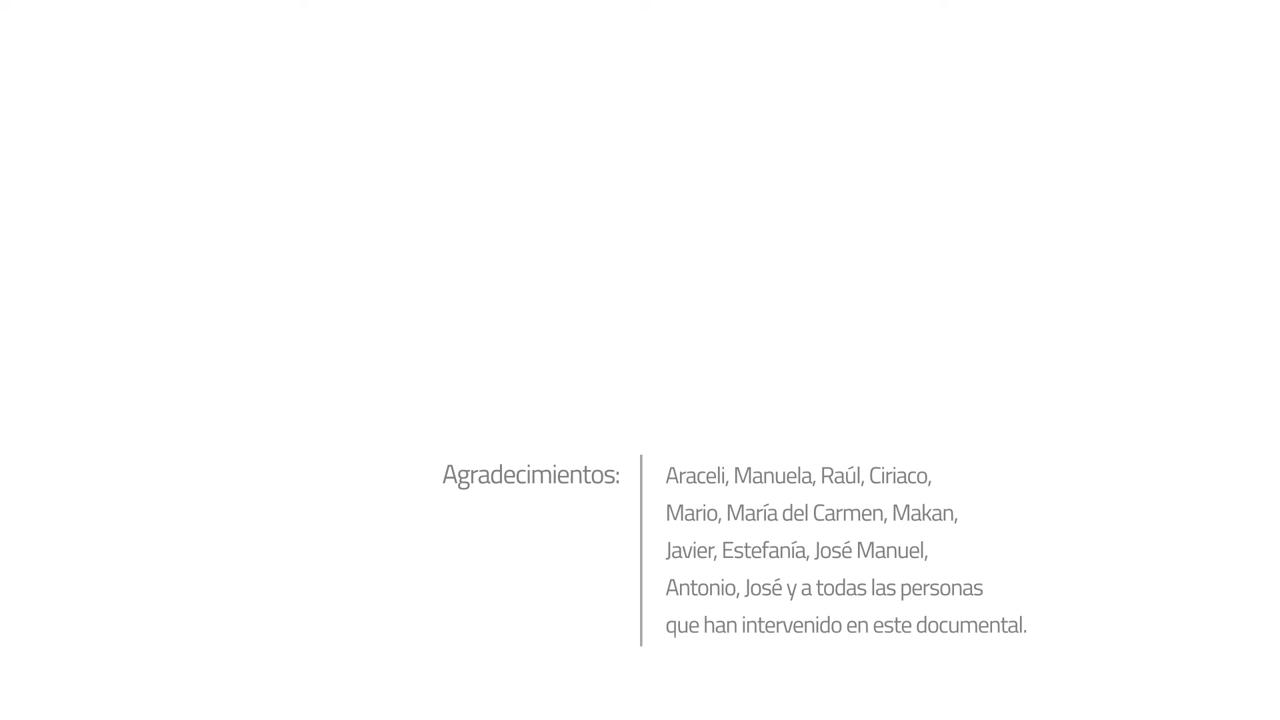 Agradecimientos:
Araceli, Manuela, Raúl, Ciriaco,
Mario, María del Carmen, Makan,
Javier, Estefanía, José Manuel,
Antonio, José y a todas las personas
que han intervenido en este documental.